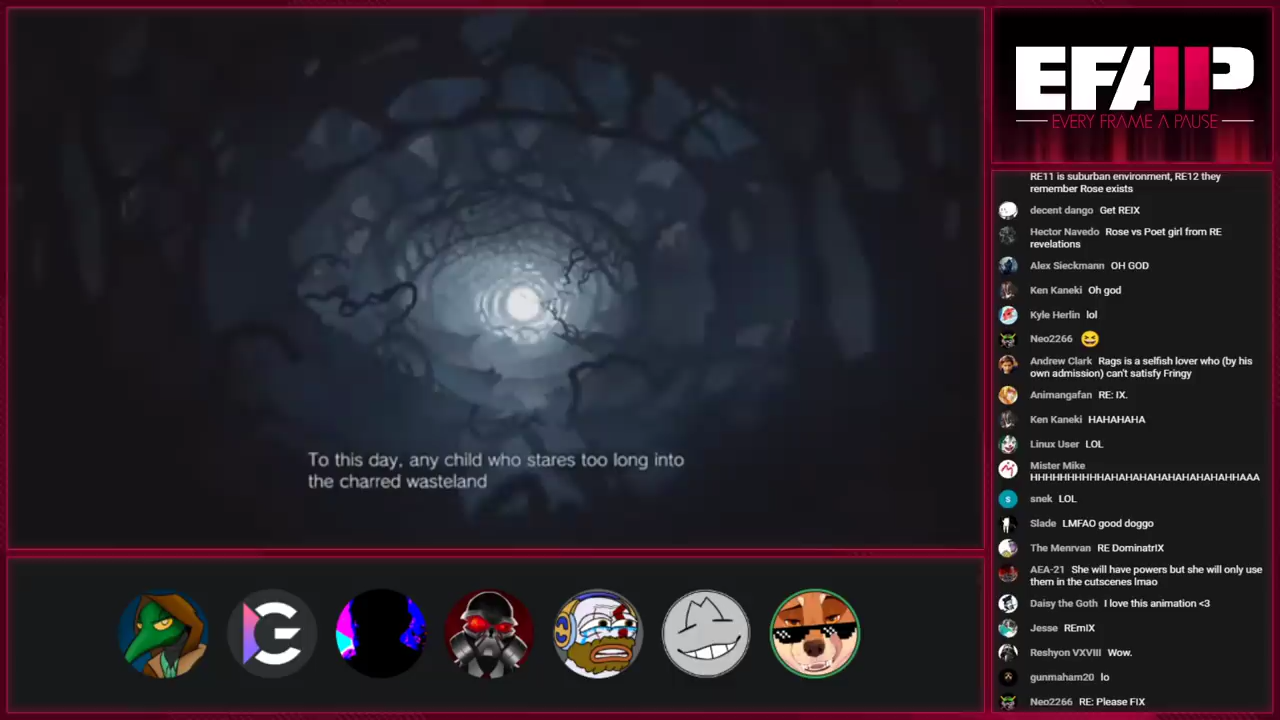 To this day, any child who stares too long into
the charred wasteland
EFAP
EVERY FRAME A PAUSE
RE11 is suburban environment, RE12 they
remember Rose exists
decent dango Get REIX
Hector Navedo Rose vs Poet girl from RE
revelations
Alex Sieckmann OH GOD
Ken Kaneki Oh god
Kyle Herlin lol
Neo2266 😆
Andrew Clark Rags is a selfish lover who (by his
own admission) can't satisfy Fringy
Animangafan RE: IX.
Ken Kaneki HAHAHAHA
Linux User LOL
Mister Mike
HHHHHHHHHHAHAHAHAHAHAHAHAHHAAA
s
snek LOL
Slade LMFAO good doggo
The Menrvan RE DominatrIX
AEA-21 She will have powers but she will only use
them in the cutscenes lmao
Daisy the Goth I love this animation <3
Jesse REmIX
Reshyon VXVIII Wow.
gunmaham20 lo
Neo2266 RE: Please FIX